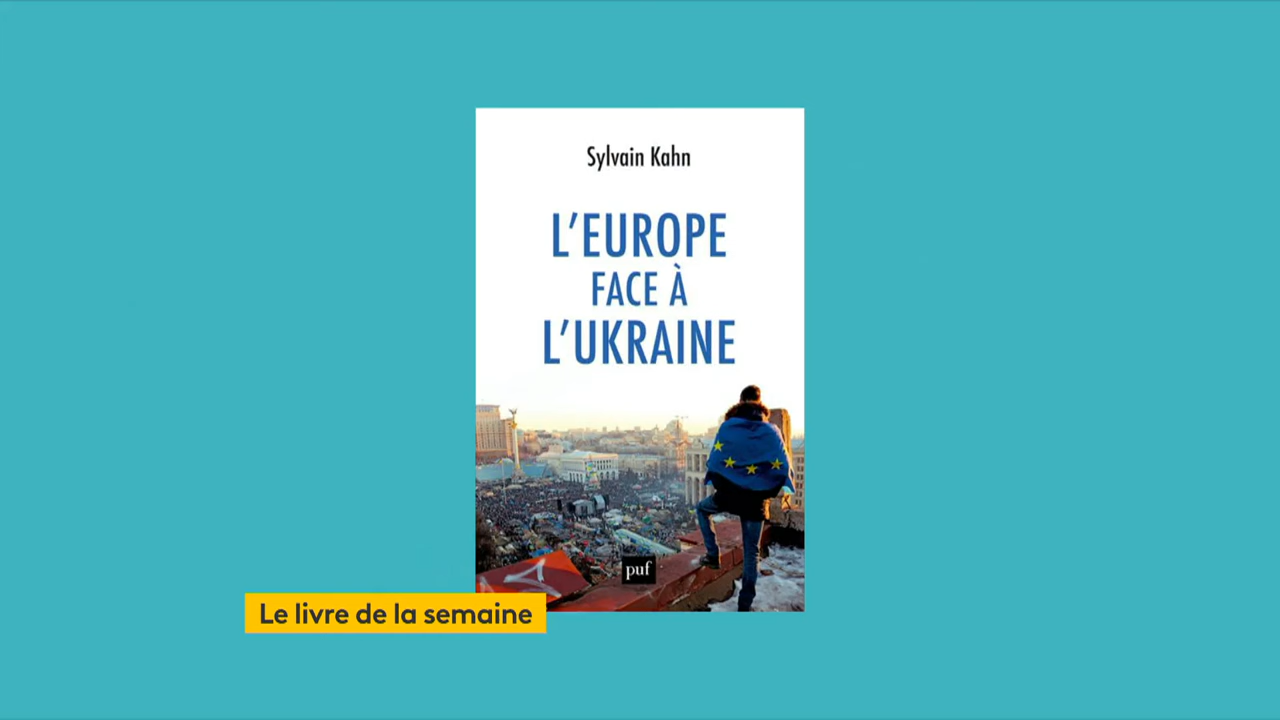 Sylvain Kahn
L'EUROPE
FACE À
L'UKRAINE
puf
Le livre de la semaine